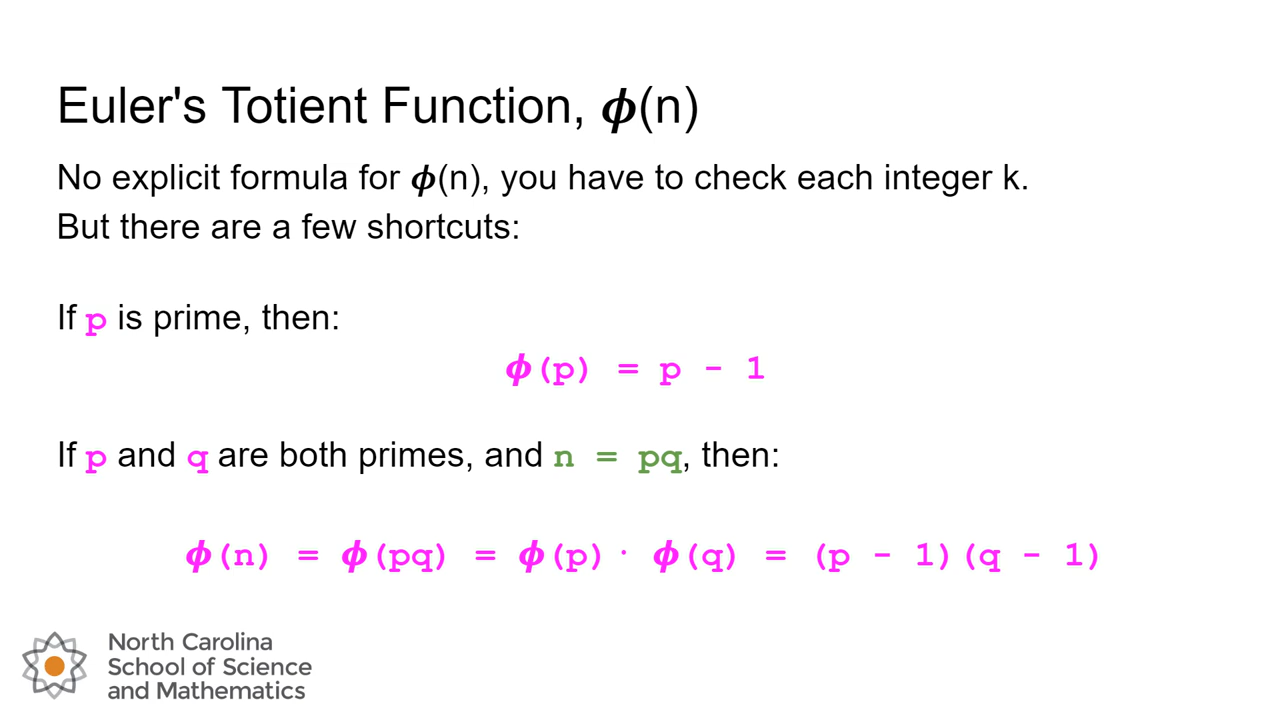 Euler's Totient Function, ϕ(n)
No explicit formula for ϕ(n), you have to check each integer k.
But there are a few shortcuts:
If p is prime, then:
ϕ(p) = p - 1
If p and q are both primes, and n = pq, then:
ϕ(n) = ϕ(pq) = ϕ(p)· ϕ(q) = (p - 1)(q - 1)
North Carolina
School of Science
and Mathematics